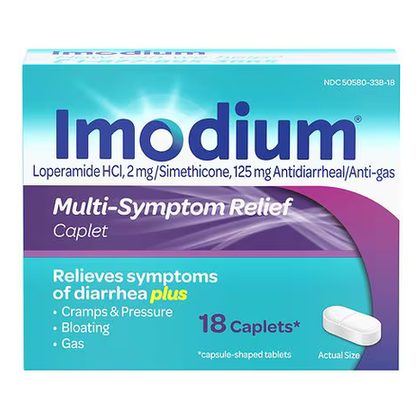 NDC 50580-338-18
Imodium®
Loperamide HCl, 2 mg/Simethicone, 125 mg Antidiarrheal/Anti-gas
Multi-Symptom Relief
Caplet
Relieves symptoms
of diarrhea plus
• Cramps & Pressure
• Bloating
• Gas
18 Caplets*
*capsule-shaped tablets
Actual Size